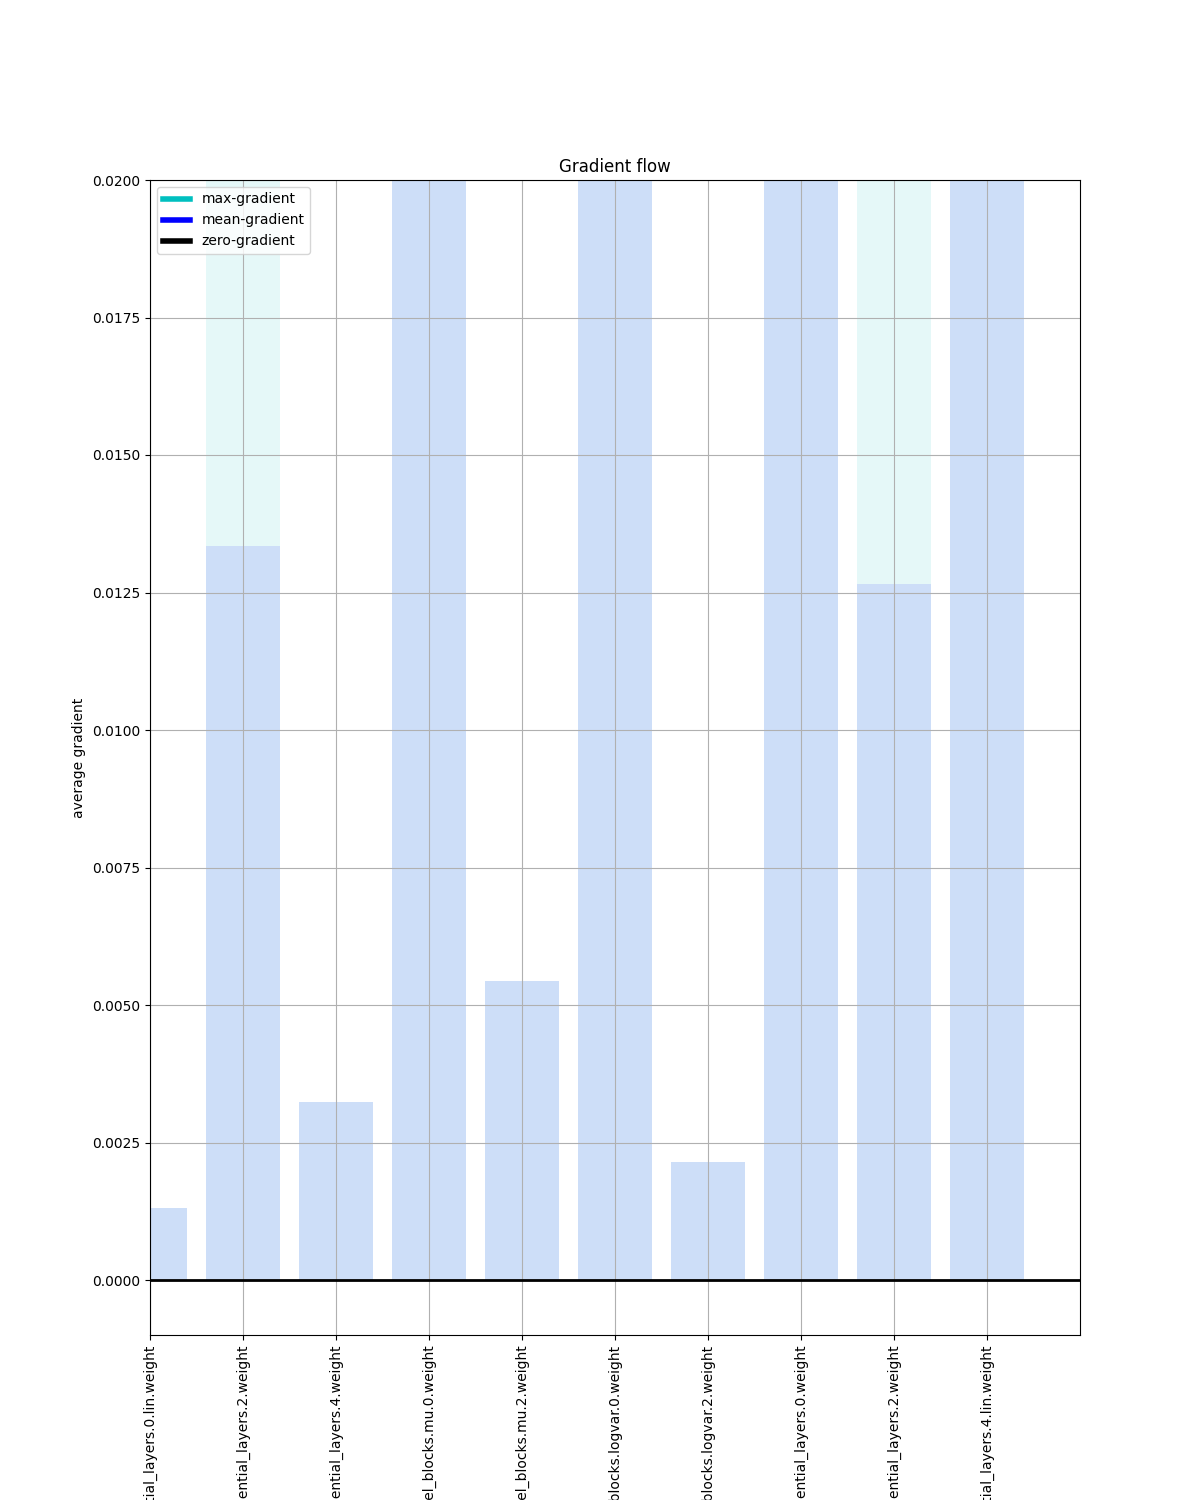 Gradient flow
max-gradient
mean-gradient
zero-gradient
0.0200
0.0175
0.0150
0.0125
0.0100
0.0075
0.0050
0.0025
0.0000
average gradient
tial_layers.0.lin.weight
ential_layers.2.weight
ential_layers.4.weight
el_blocks.mu.0.weight
el_blocks.mu.2.weight
blocks.logvar.0.weight
blocks.logvar.2.weight
ential_layers.0.weight
ential_layers.2.weight
tial_layers.4.lin.weight